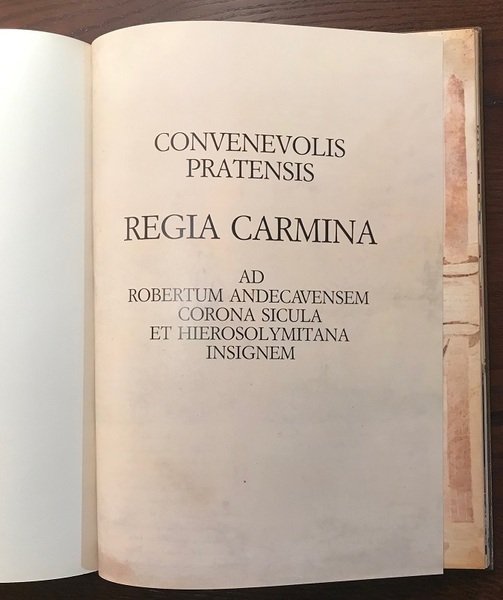 CONVENEVOLIS
PRATENSIS
REGIA CARMINA
AD
ROBERTUM ANDECAVENSEM
CORONA SICULA
ET HIEROSOLYMITANA
INSIGNEM